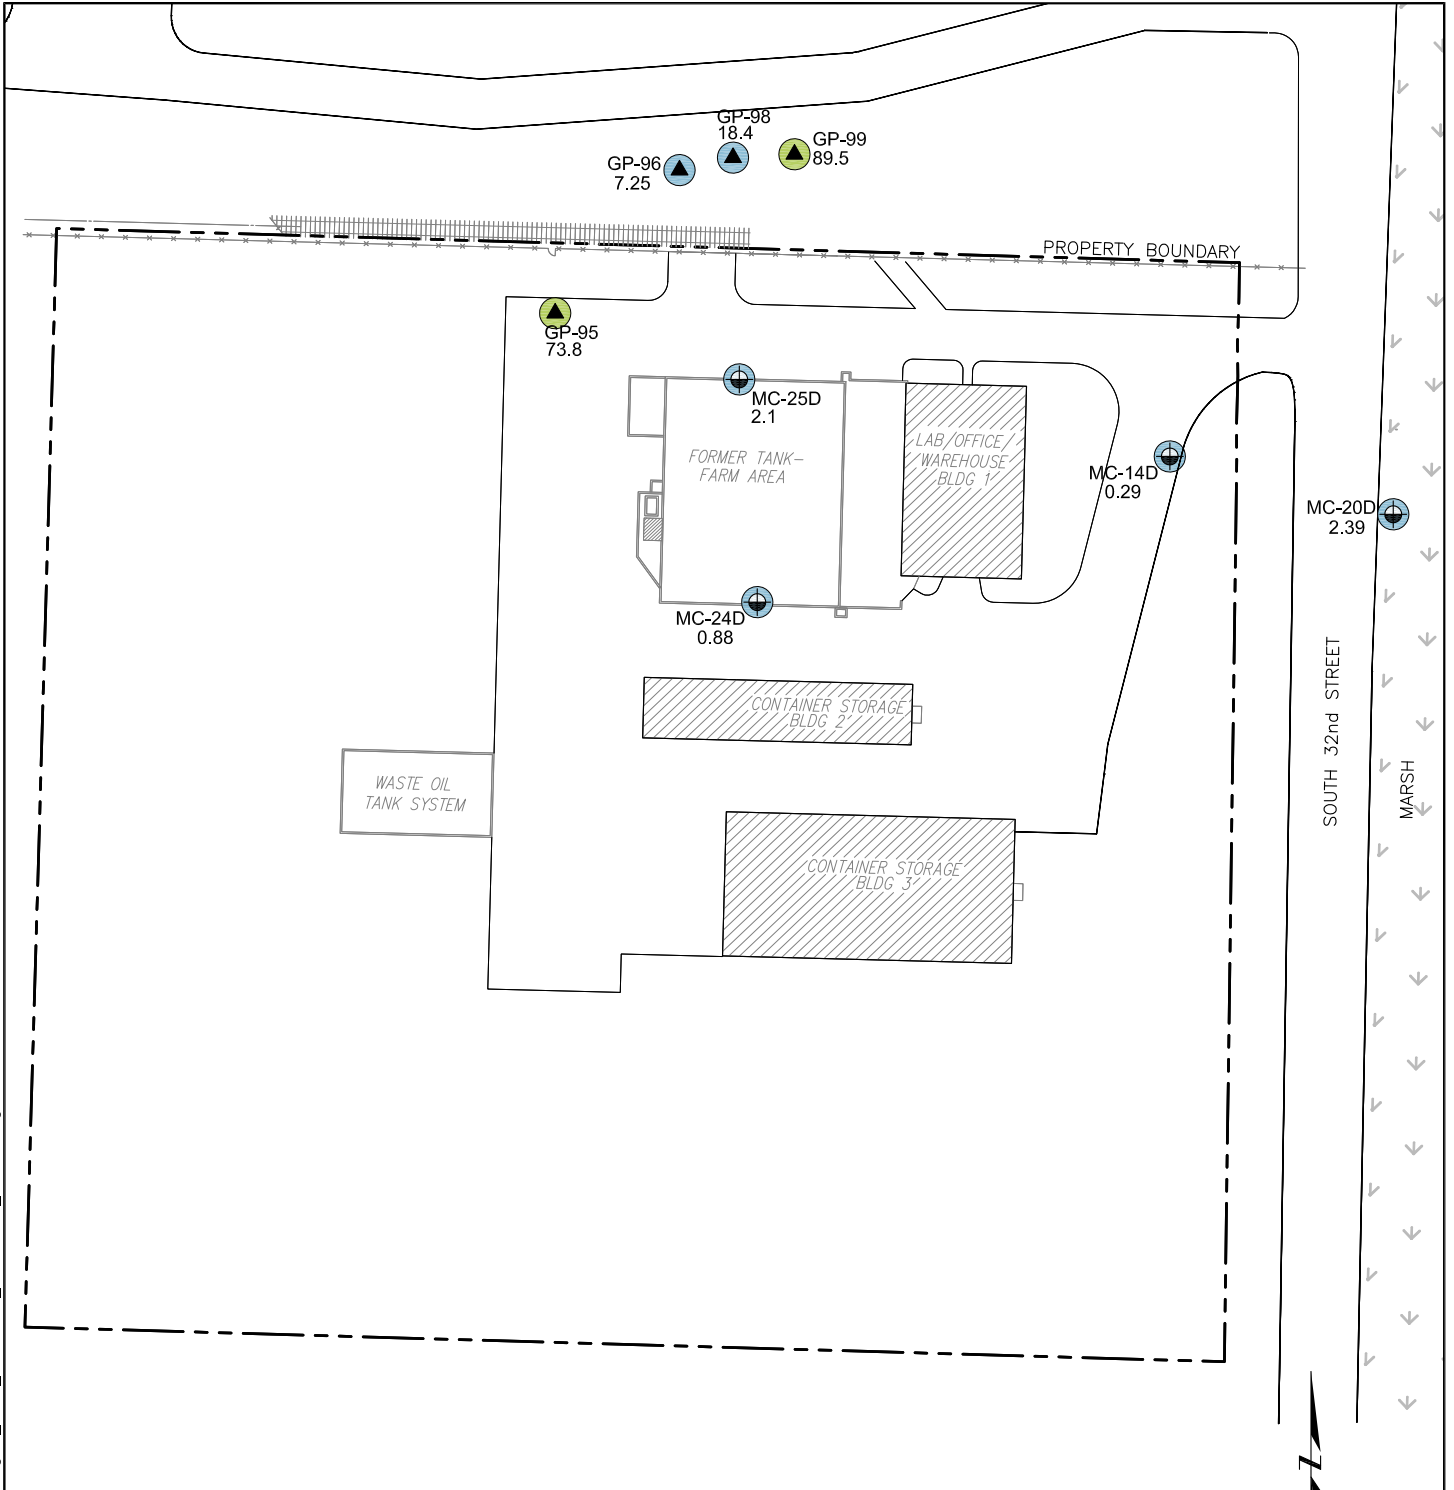 GP-98
18.4
GP-99
89.5
GP-96
7.25
PROPERTY BOUNDARY
GP-95
73.8
MC-25D
2.1
LAB/OFFICE/
WAREHOUSE
BLDG 1
FORMER TANK-
FARM AREA
MC-14D
0.29
MC-20D
2.39
MC-24D
0.88
SOUTH 32nd STREET
MARSH
CONTAINER STORAGE
BLDG 2
WASTE OIL
TANK SYSTEM
CONTAINER STORAGE
BLDG 3
N